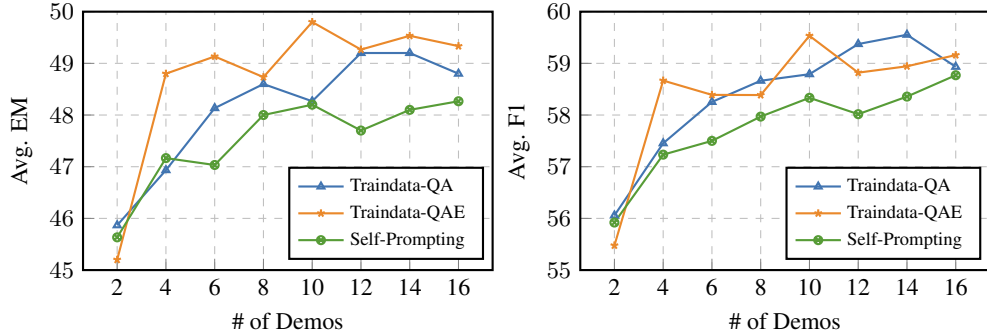 Avg. EM
50
49
48
47
46
45
2 4 6 8 10 12 14 16
# of Demos
Traindata-QA
Traindata-QAE
Self-Prompting
Avg. F1
60
59
58
57
56
55
2 4 6 8 10 12 14 16
# of Demos
Traindata-QA
Traindata-QAE
Self-Prompting